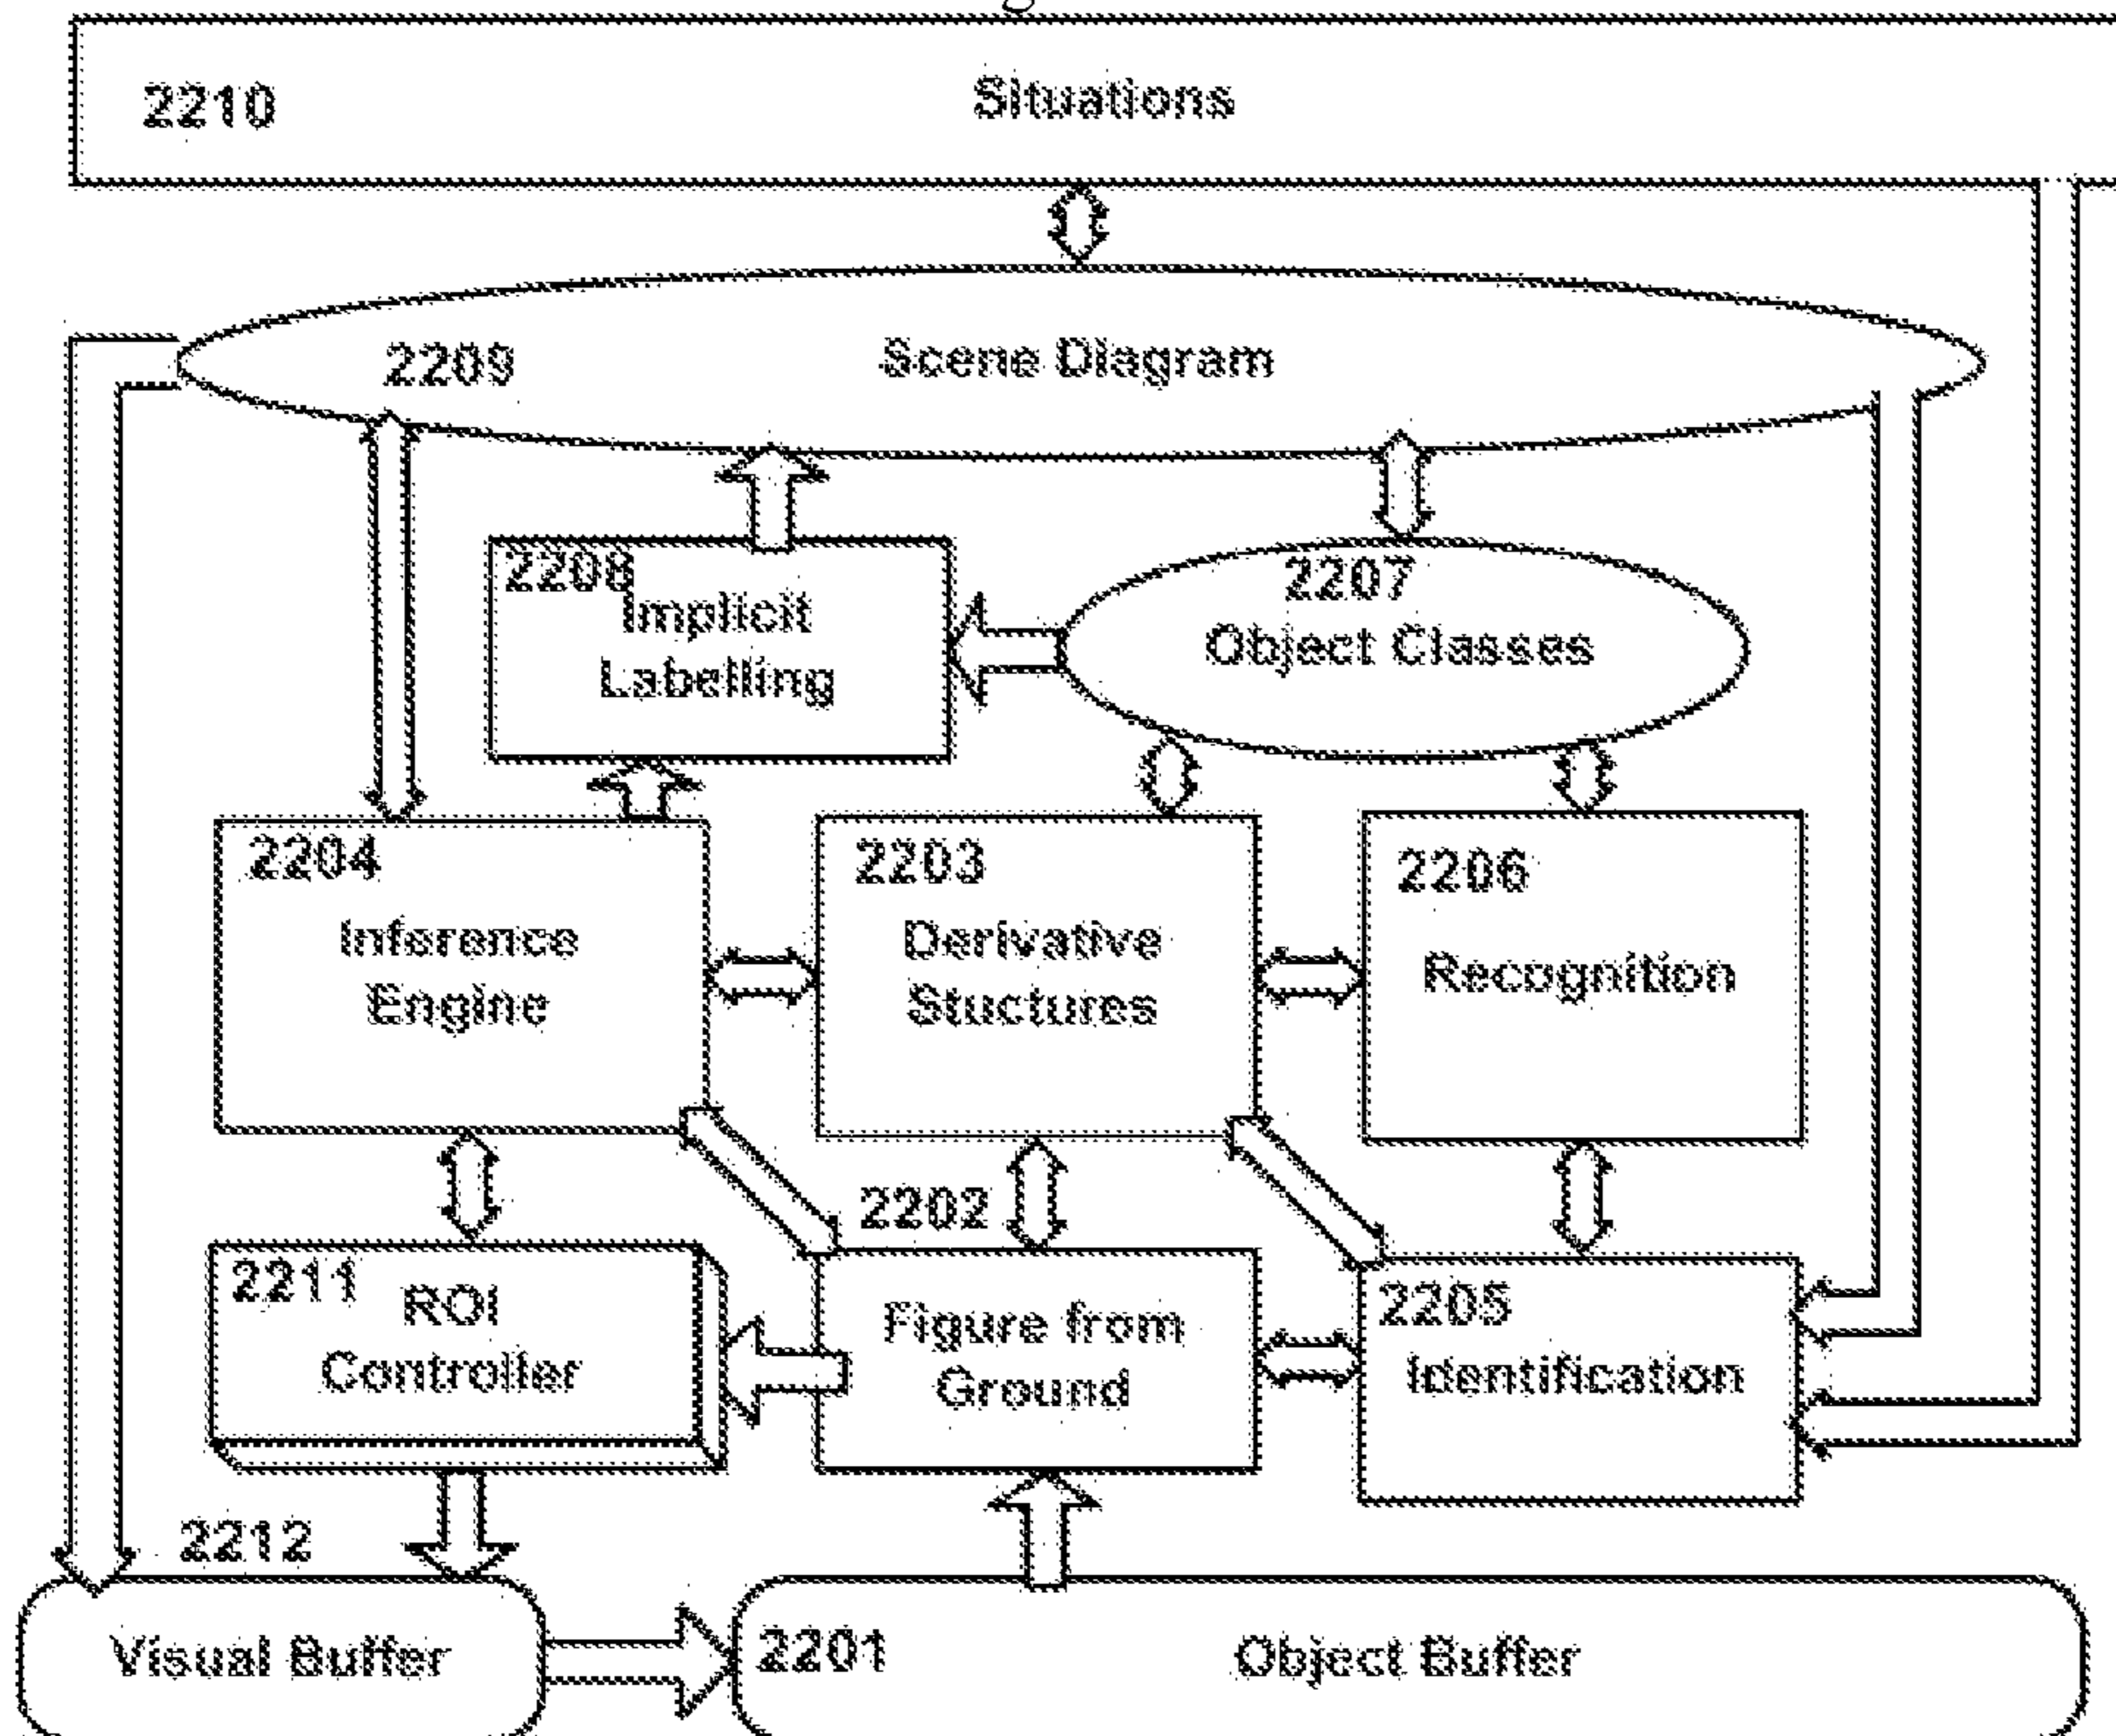 2210 Situations
2209 Scene Diagram
2208
Implicit
Labelling
2207
Object Classes
2204
Inference
Engine
2203
Derivative
Stuctures
2206
Recognition
2202
2211
ROI
Controller
Figure from
Ground
2205
Identification
2212
Visual Buffer
2201 Object Buffer